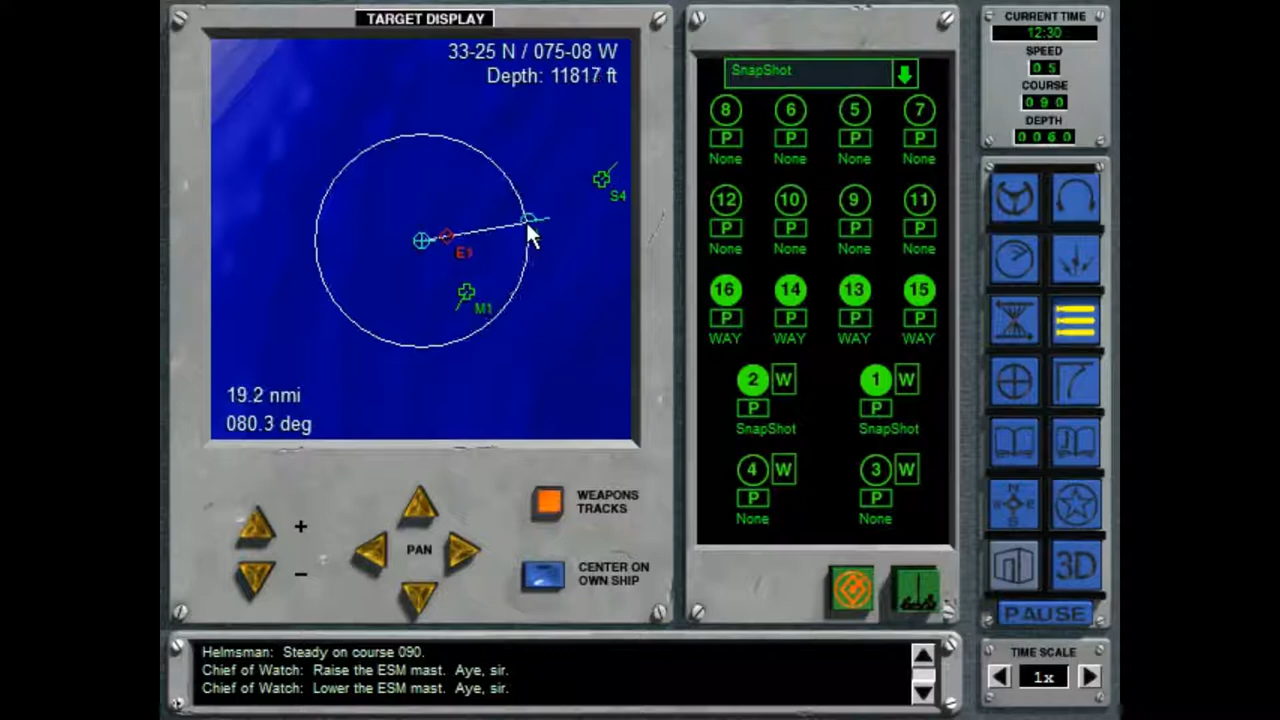 TARGET DISPLAY
33-25 N / 075-08 W
Depth: 11817 ft
S4
E1
M1
19.2 nmi
080.3 deg
+
−
PAN
WEAPONS
TRACKS
CENTER ON
OWN SHIP
SnapShot
8 6 5 7
P P P P
None None None None
12 10 9 11
P P P P
None None None None
16 14 13 15
P P P P
WAY WAY WAY WAY
2 W 1 W
P P
SnapShot SnapShot
4 W 3 W
P P
None None
CURRENT TIME
12:30
SPEED
05
COURSE
090
DEPTH
0060
J
N
W E
S
3D
PAUSE
TIME SCALE
1x
Helmsman: Steady on course 090.
Chief of Watch: Raise the ESM mast. Aye, sir.
Chief of Watch: Lower the ESM mast. Aye, sir.